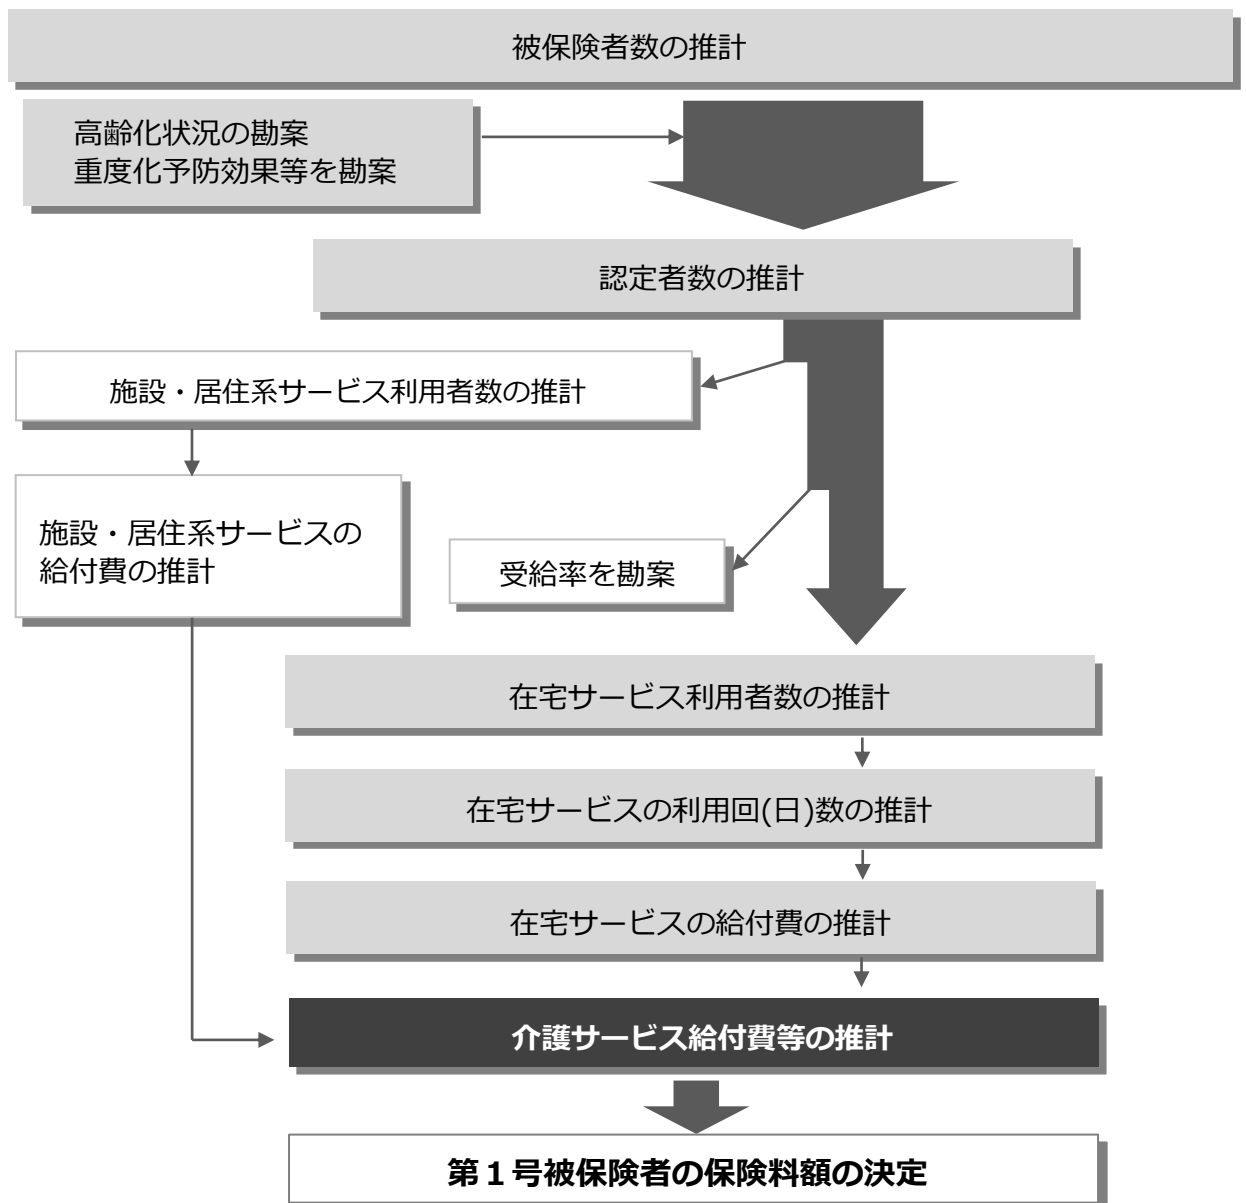 被保険者数の推計
高齢化状況の勘案
重度化予防効果等を勘案
認定者数の推計
施設・居住系サービス利用者数の推計
施設・居住系サービスの
給付費の推計
受給率を勘案
在宅サービス利用者数の推計
在宅サービスの利用回(日)数の推計
在宅サービスの給付費の推計
介護サービス給付費等の推計
第１号被保険者の保険料額の決定